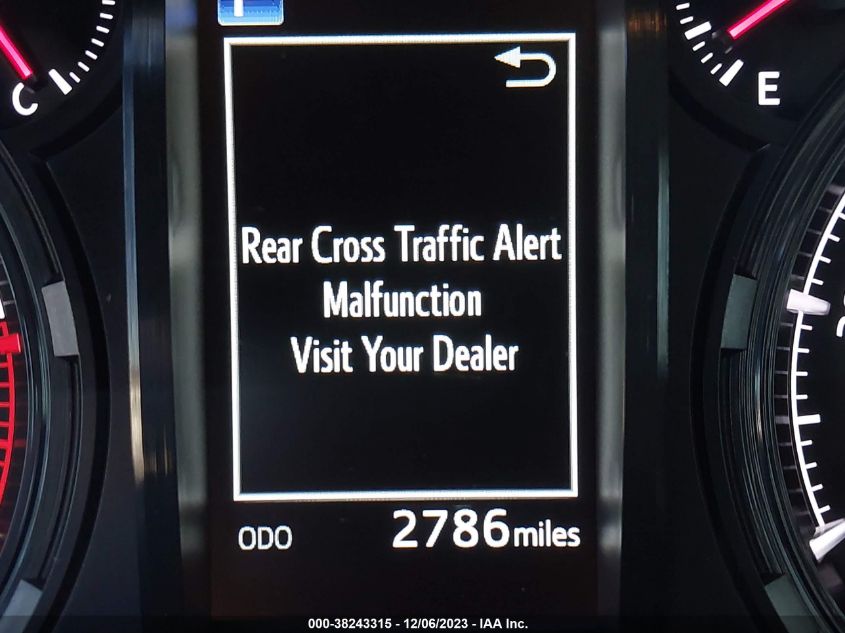 C
E
Rear Cross Traffic Alert
Malfunction
Visit Your Dealer
ODO 2786 miles
000-38243315 - 12/06/2023 - IAA Inc.